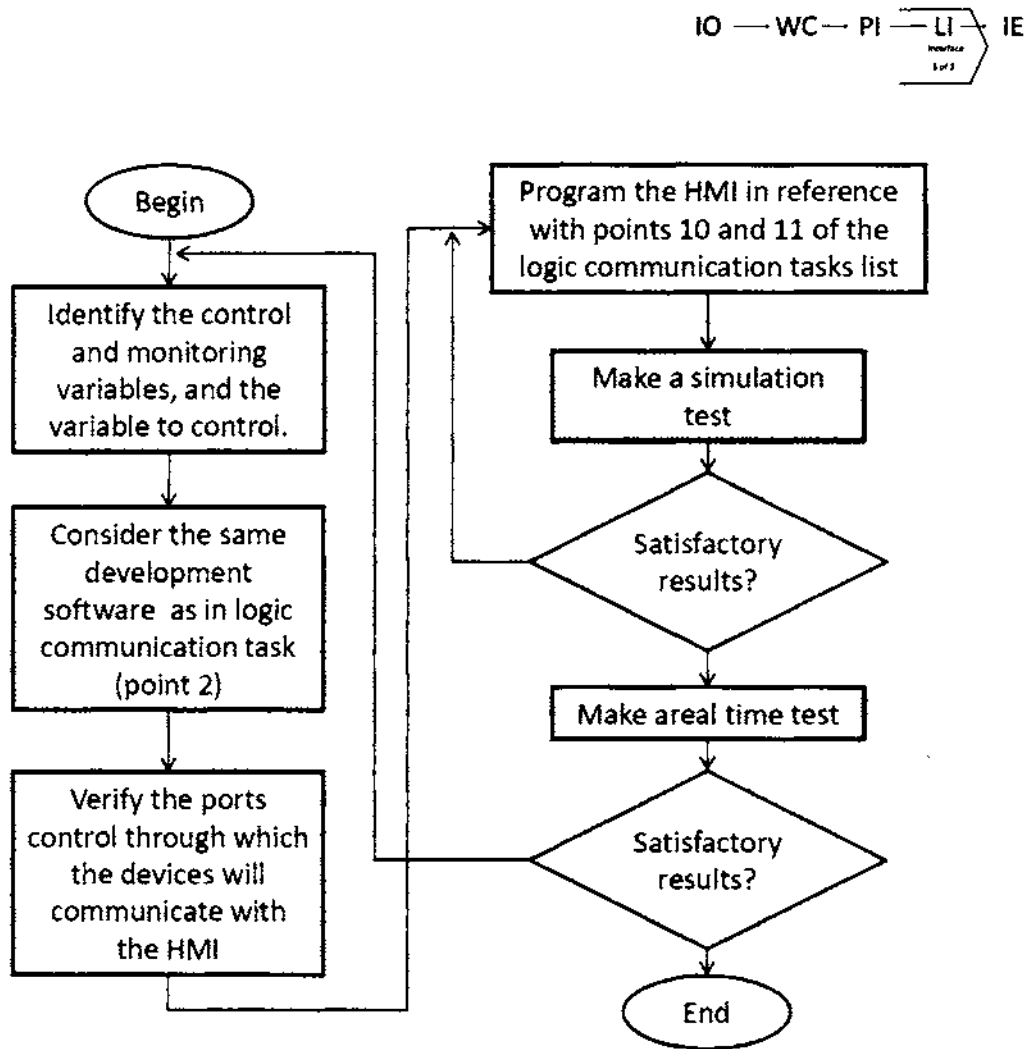 IO WC PI LI IE
Interface
Begin
Identify the control
and monitoring
variables, and the
variable to control.
Consider the same
development
software as in logic
communication task
(point 2)
Verify the ports
control through which
the devices will
communicate with
the HMI
Program the HMI in reference
with points 10 and 11 of the
logic communication tasks list
Make a simulation
test
Satisfactory
results?
Make areal time test
Satisfactory
results?
End